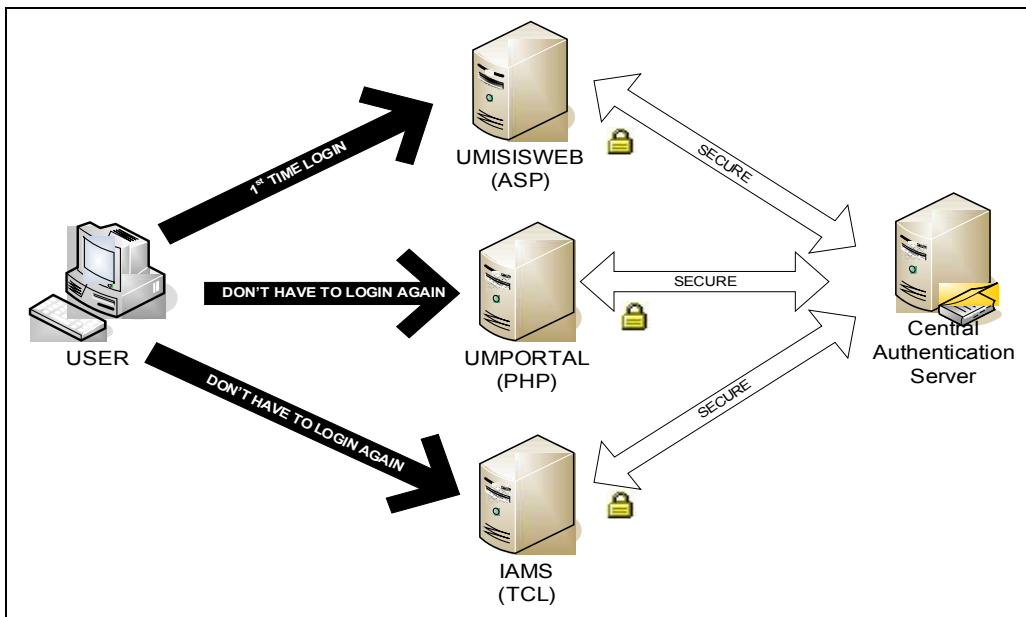 1st TIME LOGIN
UMISISWEB
(ASP)
SECURE
USER
DON'T HAVE TO LOGIN AGAIN
UMPORTAL
(PHP)
SECURE
Central
Authentication
Server
DON'T HAVE TO LOGIN AGAIN
IAMS
(TCL)
SECURE